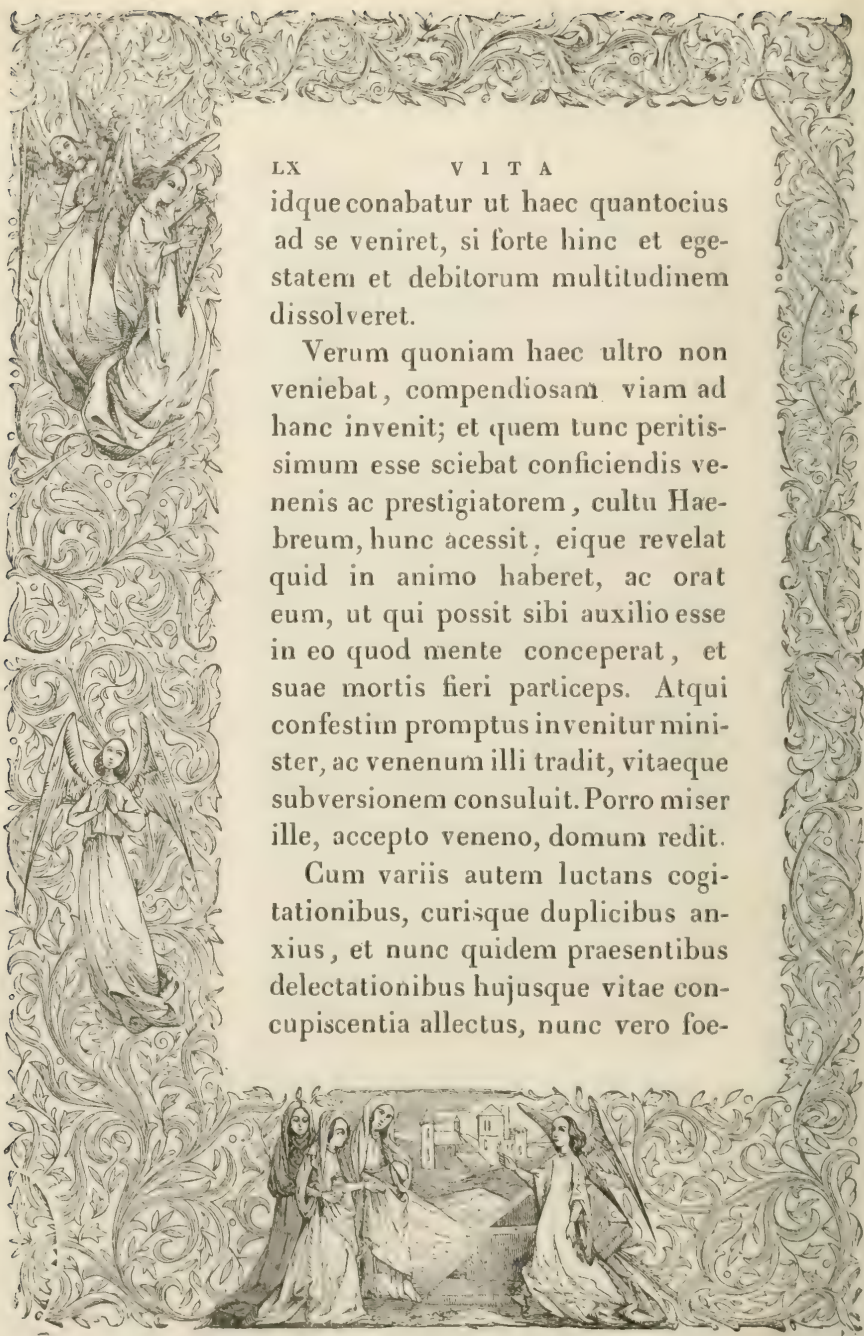 LX V I T A
idque conabatur ut haec quantocius
ad se veniret, si forte hinc et ege-
statem et debitorum multitudinem
dissolveret.
Verum quoniam haec ultro non
veniebat, compendiosam viam ad
hanc invenit; et quem tunc peritis-
simum esse sciebat conficiendis ve-
nenis ac prestigiatorem, cultu Hae-
breum, hunc acessit, eique revelat
quid in animo haberet, ac orat
eum, ut qui possit sibi auxilio esse
in eo quod mente conceperat, et
suae mortis fieri particeps. Atqui
confestim promptus invenitur mini-
ster, ac venenum illi tradit, vitaeque
subversionem consuluit. Porro miser
ille, accepto veneno, domum redit.
Cum variis autem luctans cogi-
tationibus, curisque duplicibus an-
xius, et nunc quidem praesentibus
delectationibus hujusque vitae con-
cupiscentia allectus, nunc vero foe-